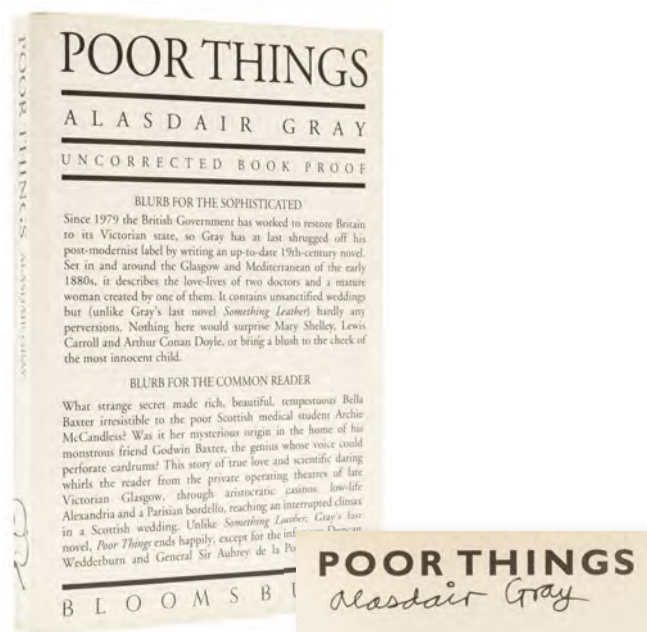 POOR THINGS
ALASDAIR GRAY
POOR THINGS
ALASDAIR GRAY
UNCORRECTED BOOK PROOF
BLURB FOR THE SOPHISTICATED
Since 1979 the British Government has worked to restore Britain
to its Victorian state, so Gray has at last shrugged off his
post-modernist label by writing an up-to-date 19th-century novel.
Set in and around the Glasgow and Mediterranean of the early
1880s, it describes the love-lives of two doctors and a mature
woman created by one of them. It contains unsanctified weddings
but (unlike Gray's last novel Something Leather) hardly any
perversions. Nothing here would surprise Mary Shelley, Lewis
Carroll and Arthur Conan Doyle, or bring a blush to the cheek of
the most innocent child.
BLURB FOR THE COMMON READER
What strange secret made rich, beautiful, tempestuous Bella
Baxter irresistible to the poor Scottish medical student Archie
McCandless? Was it her mysterious origin in the home of his
monstrous friend Godwin Baxter, the genius whose voice could
perforate eardrums? This story of true love and scientific daring
whirls the reader from the private operating theatres of late
Victorian Glasgow, through aristocratic casinos, low-life
Alexandria and a Parisian bordello, reaching an interrupted climax
in a Scottish wedding. Unlike Something Leather, Gray's last
novel, Poor Things ends happily, except for the Duncan
Wedderburn and General Sir Aubrey de la
BLOOMSBU
POOR THINGS
Alasdair Gray